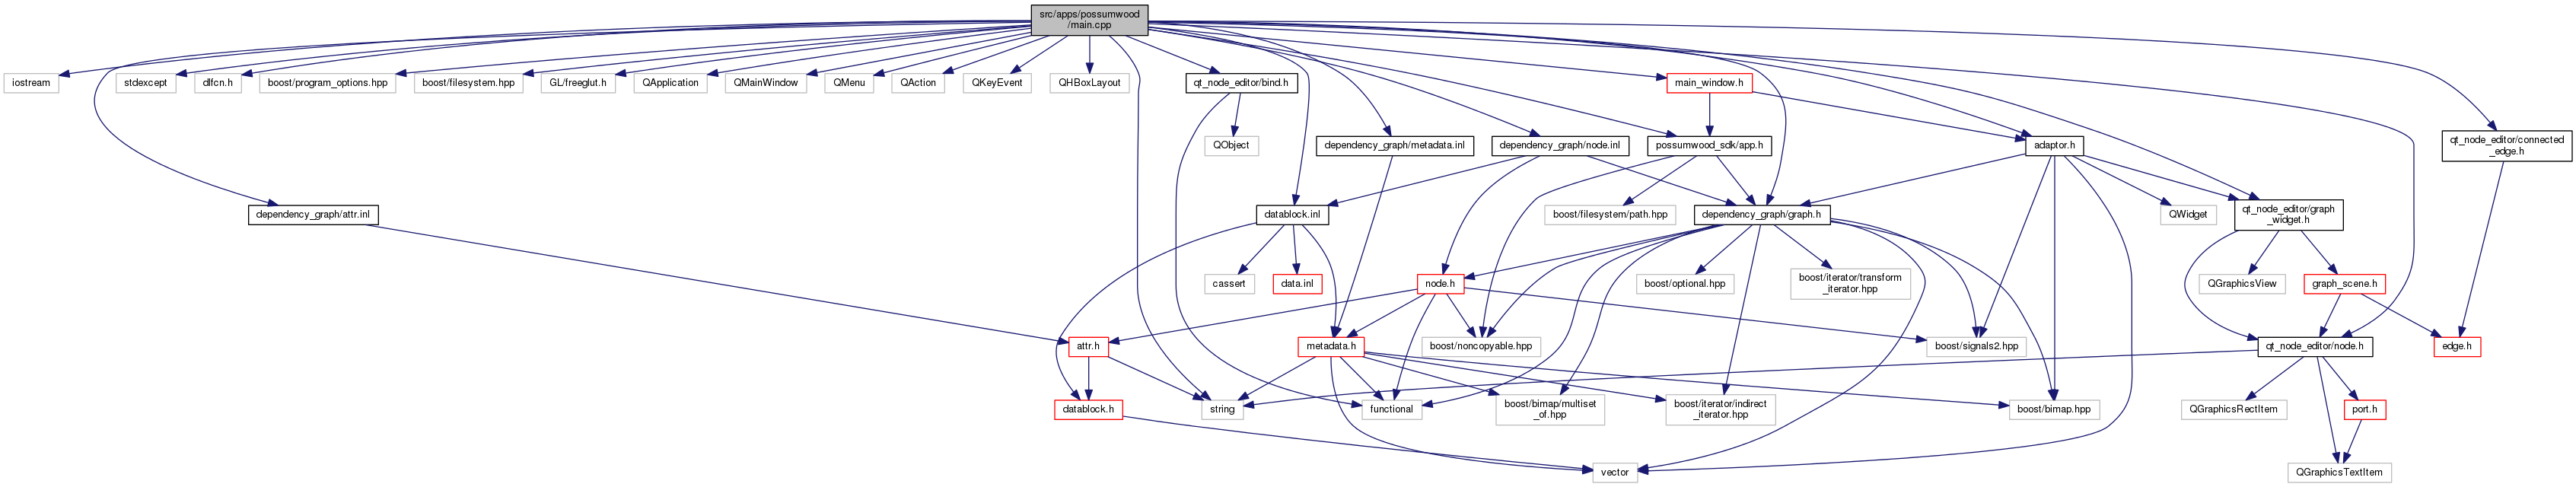 src/apps/possumwood
/main.cpp
iostream
stdexcept
dlfcn.h
boost/program_options.hpp
boost/filesystem.hpp
GL/freeglut.h
QApplication
QMainWindow
QMenu
QAction
QKeyEvent
QHBoxLayout
qt_node_editor/bind.h
main_window.h
QObject
dependency_graph/metadata.inl
dependency_graph/node.inl
possumwood_sdk/app.h
adaptor.h
qt_node_editor/connected
_edge.h
dependency_graph/attr.inl
datablock.inl
boost/filesystem/path.hpp
dependency_graph/graph.h
QWidget
qt_node_editor/graph
_widget.h
cassert
data.inl
node.h
boost/optional.hpp
boost/iterator/transform
_iterator.hpp
QGraphicsView
graph_scene.h
attr.h
metadata.h
boost/noncopyable.hpp
boost/signals2.hpp
qt_node_editor/node.h
edge.h
datablock.h
string
functional
boost/bimap/multiset
_of.hpp
boost/iterator/indirect
_iterator.hpp
boost/bimap.hpp
QGraphicsRectItem
port.h
vector
QGraphicsTextItem